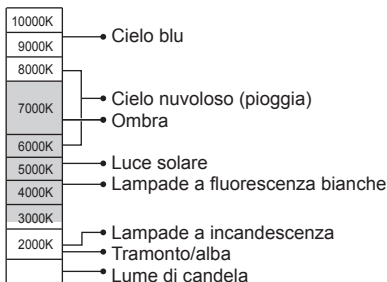 10000K
Cielo blu
9000K
8000K
Cielo nuvoloso (pioggia)
7000K
Ombra
6000K
Luce solare
5000K
Lampade a fluorescenza bianche
4000K
3000K
Lampade a incandescenza
2000K
Tramonto/alba
Lume di candela